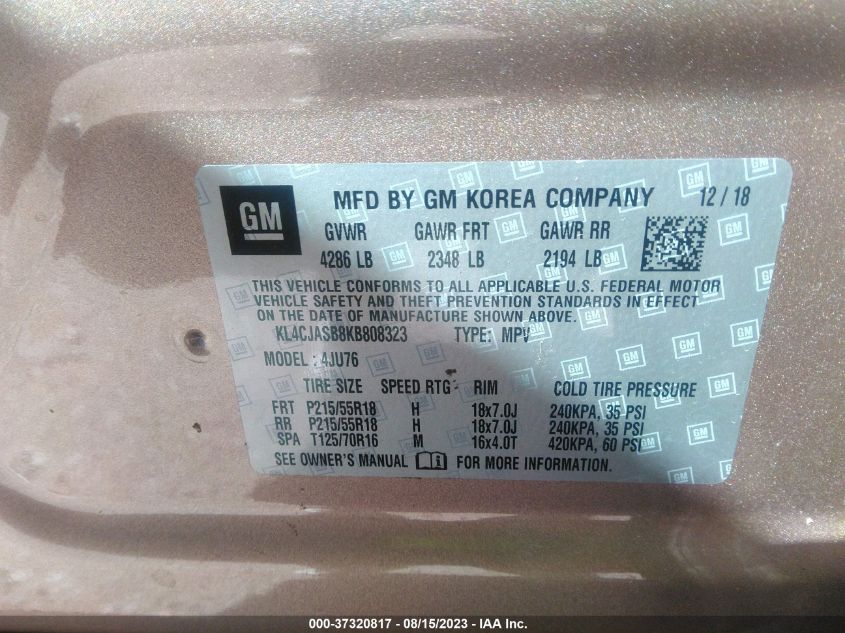 GM MFD BY GM KOREA COMPANY 12 / 18
GVWR GAWR FRT GAWR RR
4286 LB 2348 LB 2194 LB
THIS VEHICLE CONFORMS TO ALL APPLICABLE U.S. FEDERAL MOTOR
VEHICLE SAFETY AND THEFT PREVENTION STANDARDS IN EFFECT
ON THE DATE OF MANUFACTURE SHOWN ABOVE.
KL4CJASB8KB808323 TYPE: MPV
MODEL : 4JU76
TIRE SIZE SPEED RTG RIM COLD TIRE PRESSURE
FRT P215/55R18 H 18x7.0J 240KPA, 35 PSI
RR P215/55R18 H 18x7.0J 240KPA, 35 PSI
SPA T125/70R16 M 16x4.0T 420KPA, 60 PSI
SEE OWNER'S MANUAL FOR MORE INFORMATION.
000-37320817 - 08/15/2023 - IAA Inc.